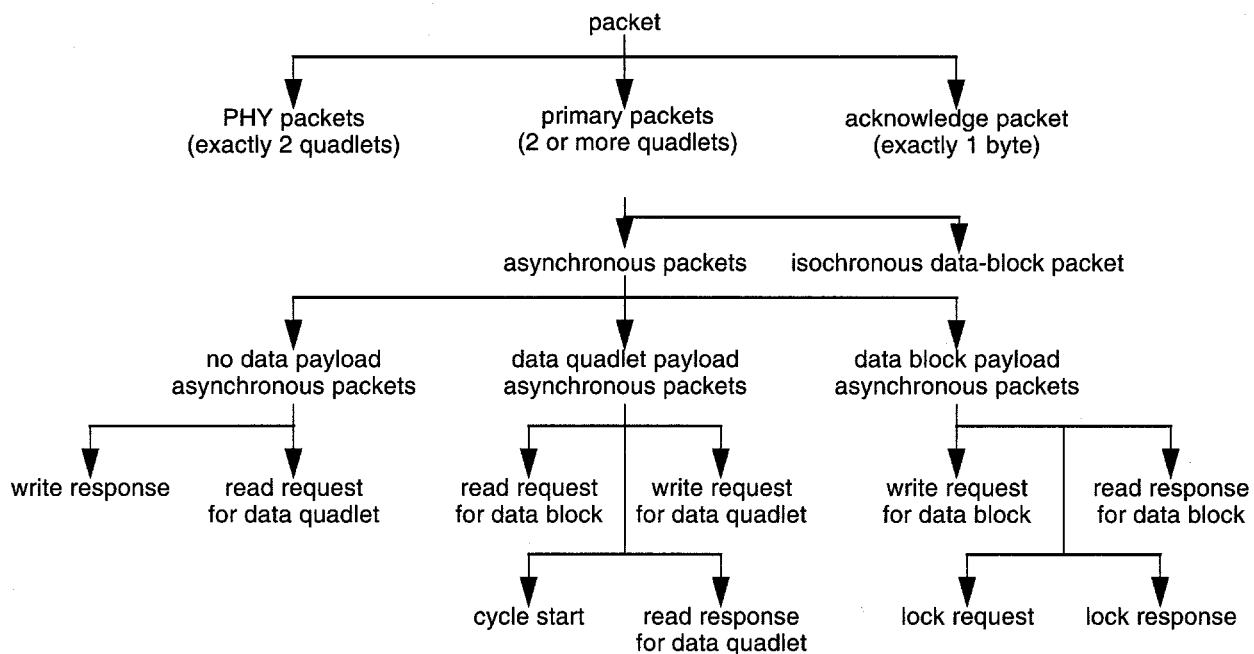 packet
PHY packets
(exactly 2 quadlets)
primary packets
(2 or more quadlets)
acknowledge packet
(exactly 1 byte)
asynchronous packets
isochronous data-block packet
no data payload
asynchronous packets
data quadlet payload
asynchronous packets
data block payload
asynchronous packets
write response
read request
for data quadlet
read request
for data block
write request
for data quadlet
write request
for data block
read response
for data block
cycle start
read response
for data quadlet
lock request
lock response